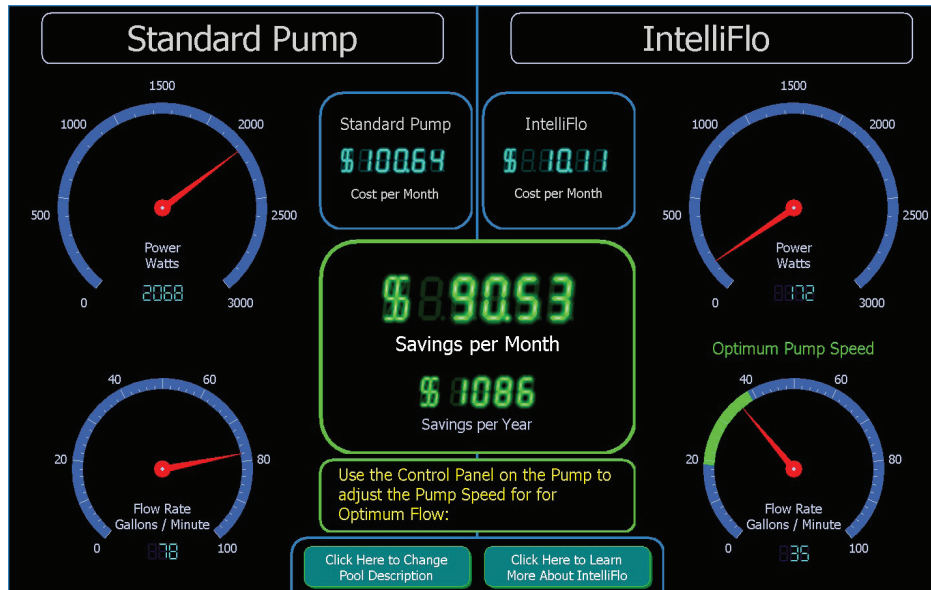 Standard Pump
IntelliFlo
1500
1000
2000
500
2500
Power
Watts
0
2068
3000
Standard Pump
$100.64
Cost per Month
IntelliFlo
$ 10.11
Cost per Month
1500
1000
2000
500
2500
Power
Watts
0
172
3000
$ 90.53
Savings per Month
$ 1086
Savings per Year
40
60
20
80
Flow Rate
Gallons / Minute
0
78
100
Use the Control Panel on the Pump to
adjust the Pump Speed for for
Optimum Flow:
Optimum Pump Speed
40
60
20
80
Flow Rate
Gallons / Minute
0
35
100
Click Here to Change
Pool Description
Click Here to Learn
More About IntelliFlo